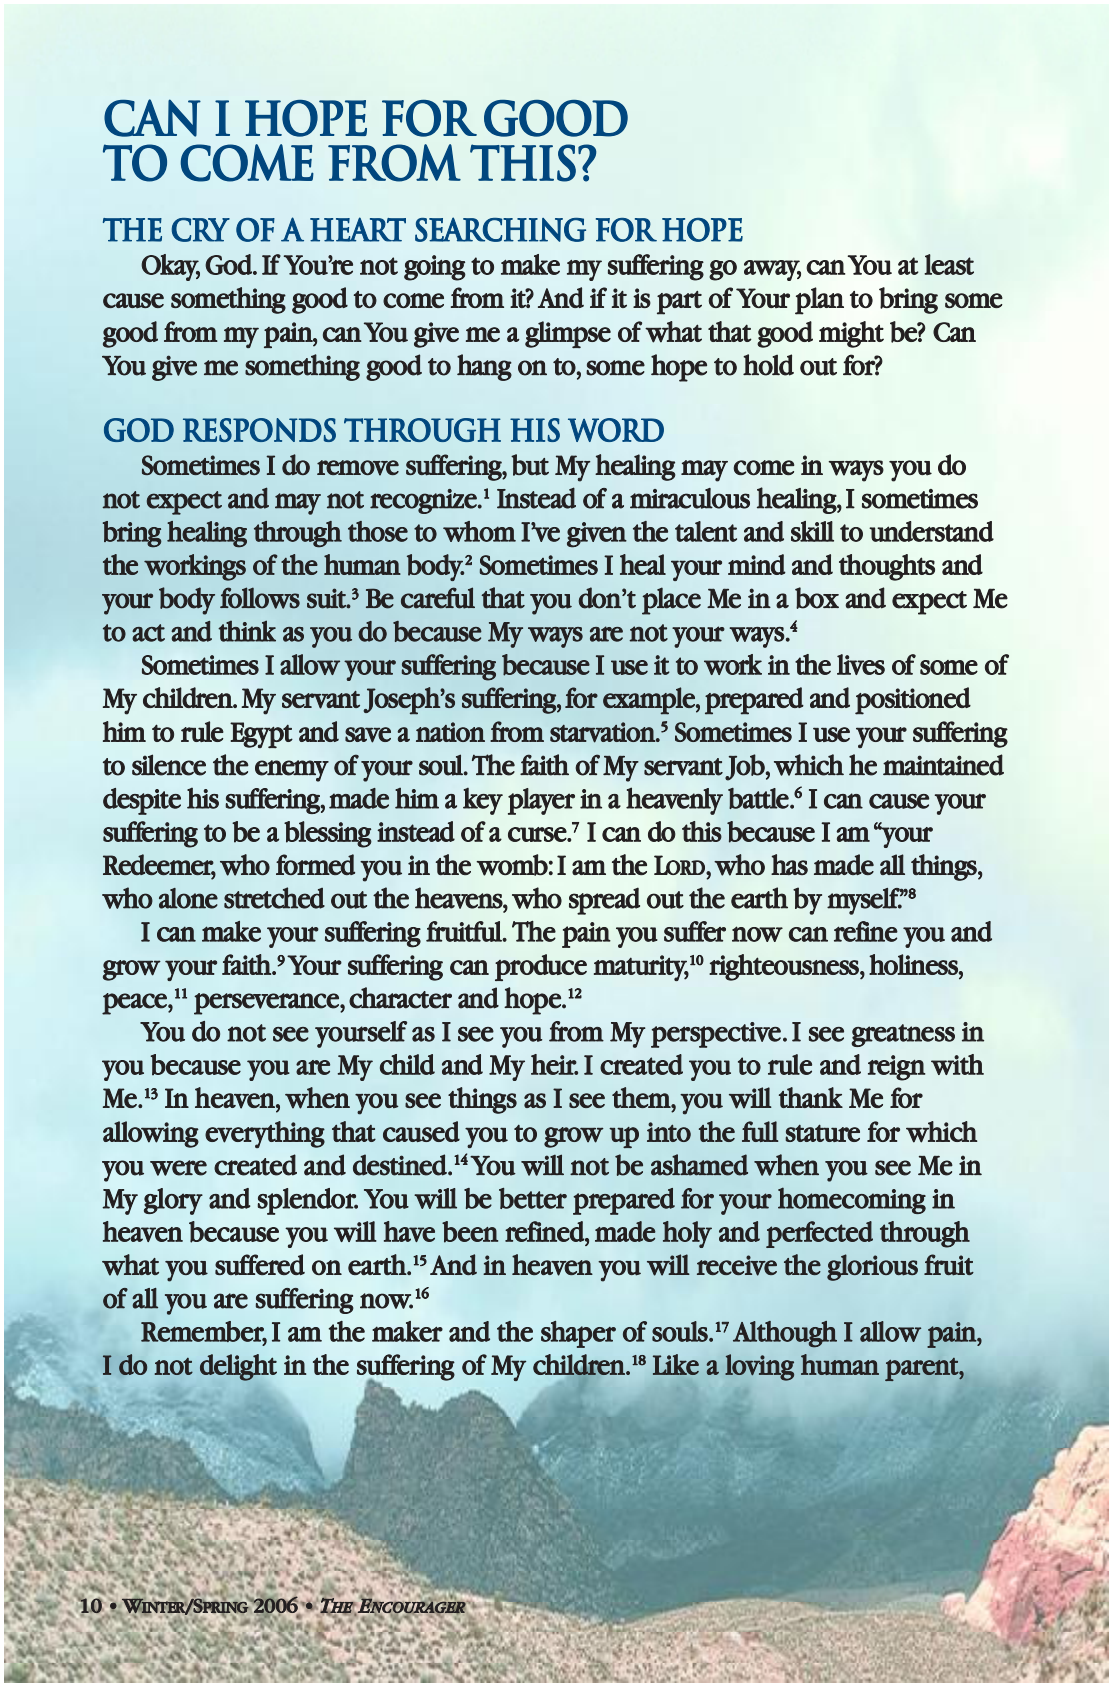 CAN I HOPE FOR GOOD
TO COME FROM THIS?
THE CRY OF A HEART SEARCHING FOR HOPE
Okay, God. If You’re not going to make my suffering go away, can You at least
cause something good to come from it? And if it is part of Your plan to bring some
good from my pain, can You give me a glimpse of what that good might be? Can
You give me something good to hang on to, some hope to hold out for?
GOD RESPONDS THROUGH HIS WORD
Sometimes I do remove suffering, but My healing may come in ways you do
not expect and may not recognize.¹ Instead of a miraculous healing, I sometimes
bring healing through those to whom I’ve given the talent and skill to understand
the workings of the human body.² Sometimes I heal your mind and thoughts and
your body follows suit.³ Be careful that you don’t place Me in a box and expect Me
to act and think as you do because My ways are not your ways.⁴
Sometimes I allow your suffering because I use it to work in the lives of some of
My children. My servant Joseph’s suffering, for example, prepared and positioned
him to rule Egypt and save a nation from starvation.⁵ Sometimes I use your suffering
to silence the enemy of your soul. The faith of My servant Job, which he maintained
despite his suffering, made him a key player in a heavenly battle.⁶ I can cause your
suffering to be a blessing instead of a curse.⁷ I can do this because I am “your
Redeemer, who formed you in the womb: I am the LORD, who has made all things,
who alone stretched out the heavens, who spread out the earth by myself.”⁸
I can make your suffering fruitful. The pain you suffer now can refine you and
grow your faith.⁹ Your suffering can produce maturity,¹⁰ righteousness, holiness,
peace,¹¹ perseverance, character and hope.¹²
You do not see yourself as I see you from My perspective. I see greatness in
you because you are My child and My heir. I created you to rule and reign with
Me.¹³ In heaven, when you see things as I see them, you will thank Me for
allowing everything that caused you to grow up into the full stature for which
you were created and destined.¹⁴ You will not be ashamed when you see Me in
My glory and splendor. You will be better prepared for your homecoming in
heaven because you will have been refined, made holy and perfected through
what you suffered on earth.¹⁵ And in heaven you will receive the glorious fruit
of all you are suffering now.¹⁶
Remember, I am the maker and the shaper of souls.¹⁷ Although I allow pain,
I do not delight in the suffering of My children.¹⁸ Like a loving human parent,
10 • WINTER/SPRING 2006 • THE ENCOURAGER